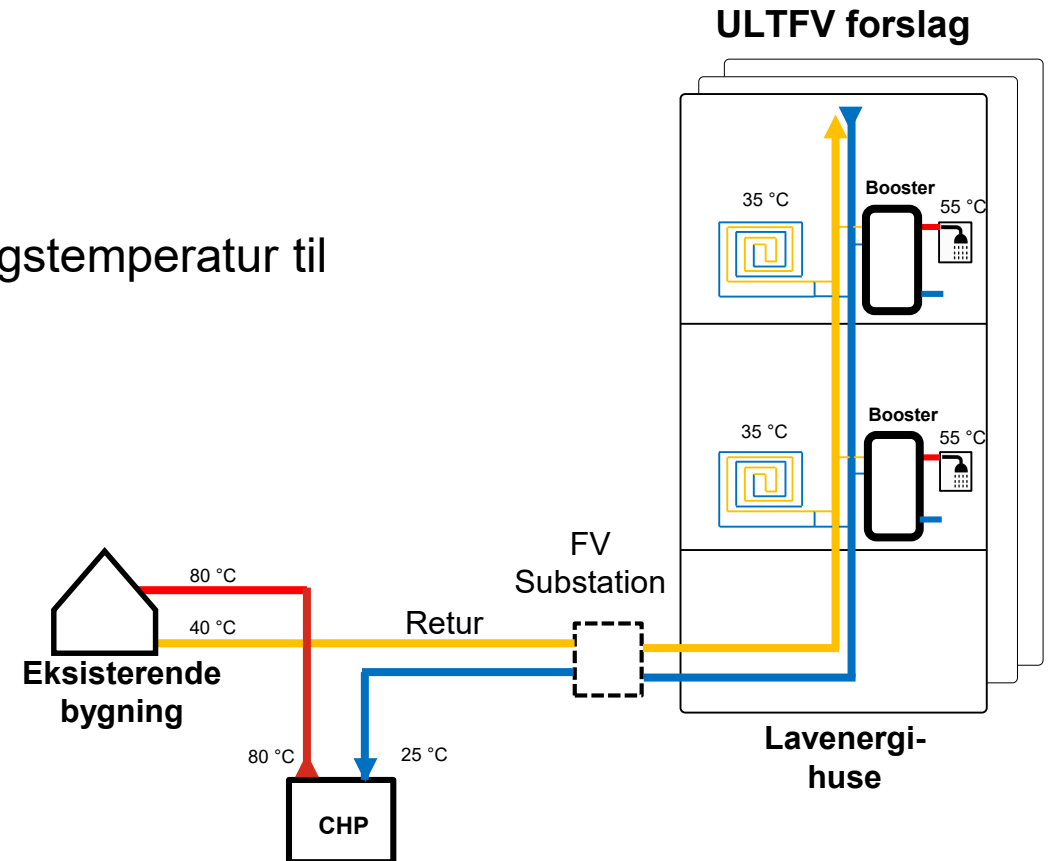 ULTFV forslag
gstemperatur til
35 °C
Booster
55 °C
35 °C
Booster
55 °C
FV
Substation
80 °C
40 °C
Retur
Eksisterende
bygning
80 °C
25 °C
CHP
Lavenergi-
huse